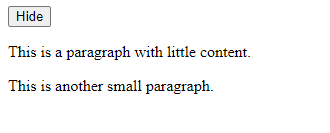 Hide
This is a paragraph with little content.
This is another small paragraph.